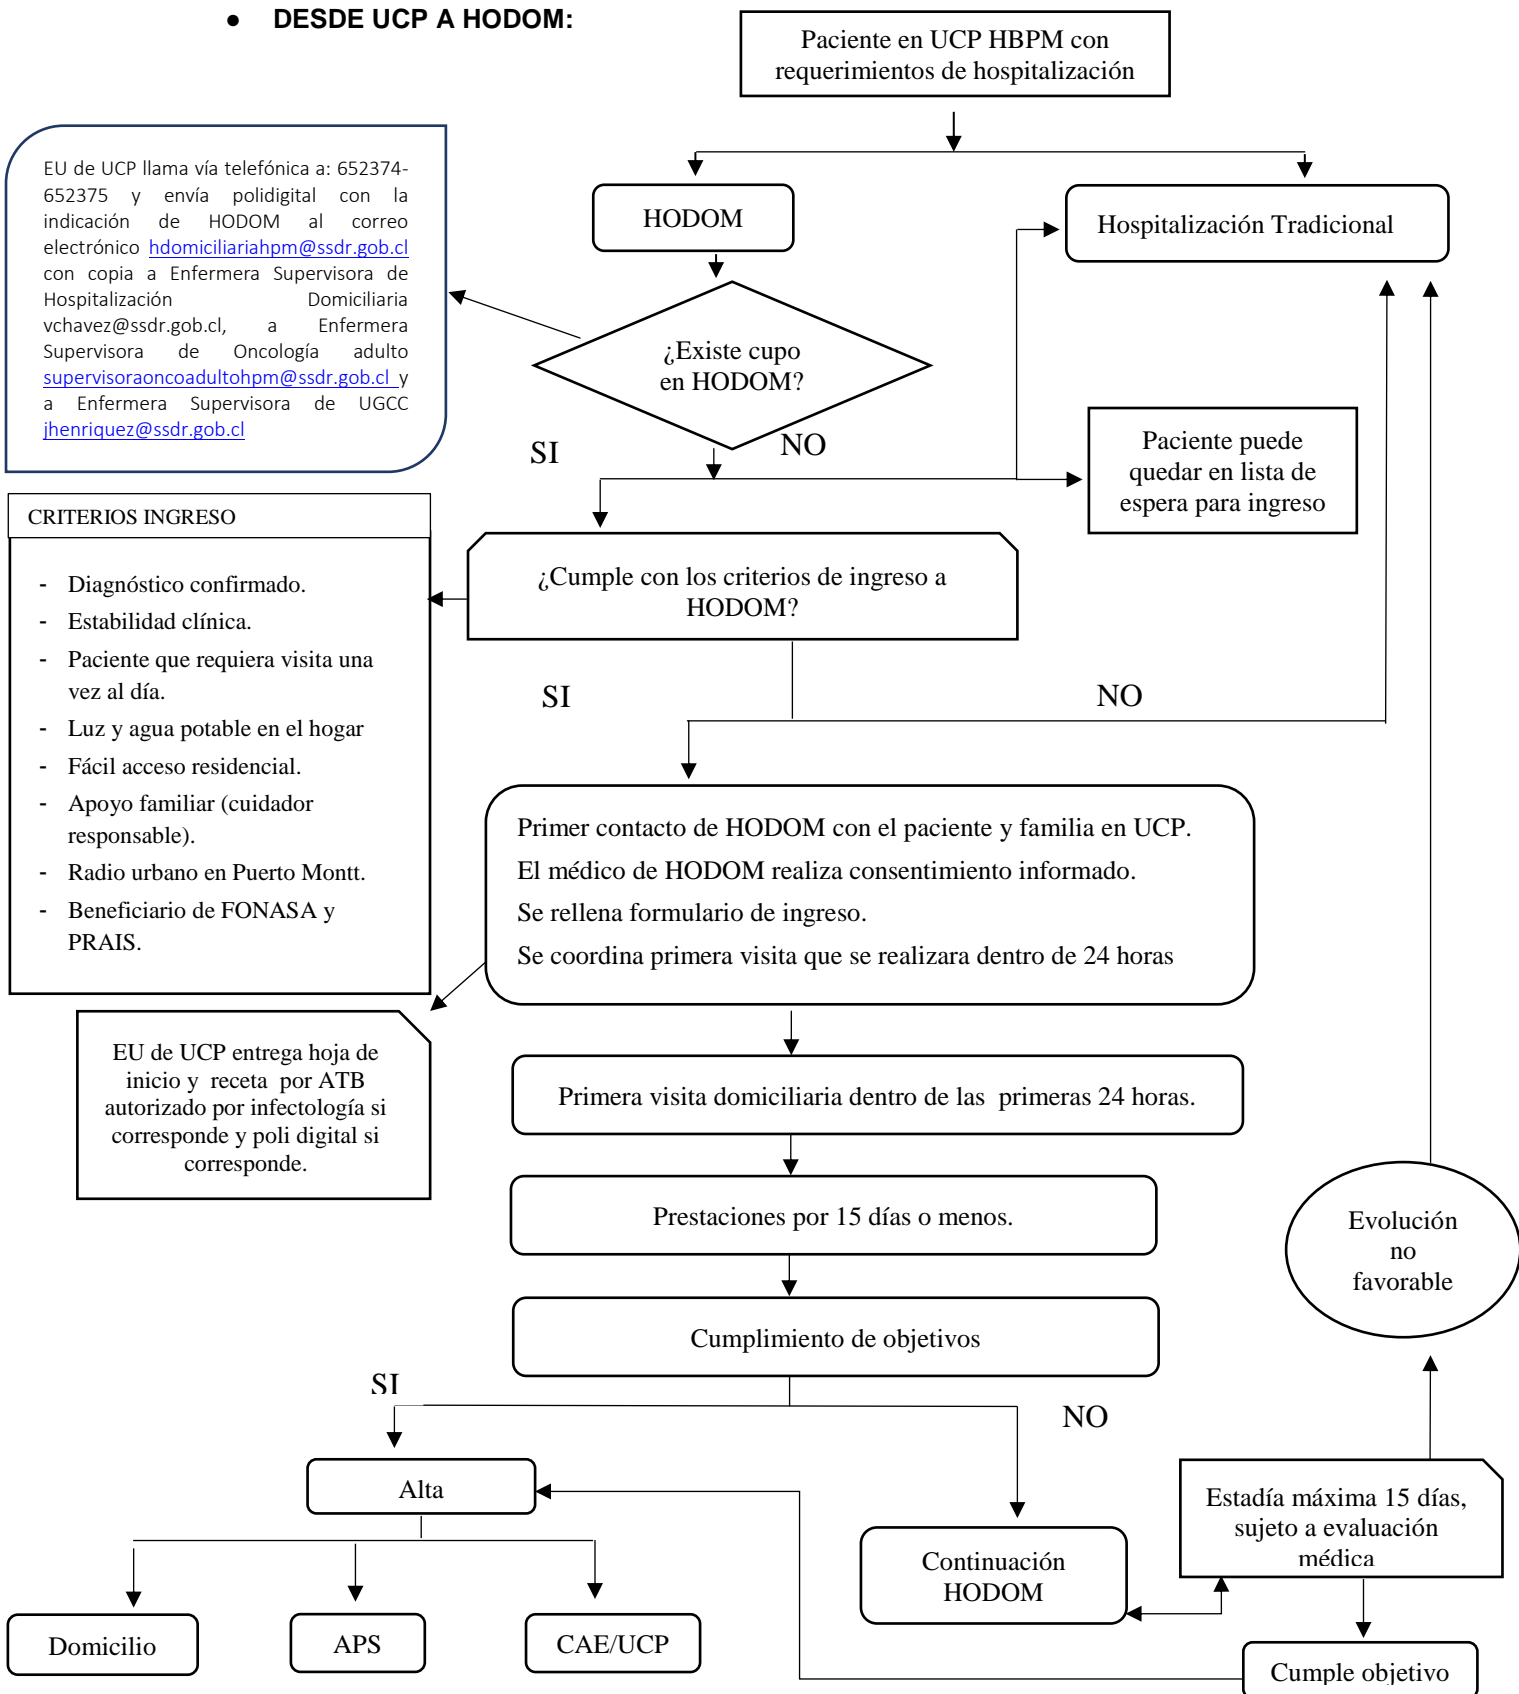 ● DESDE UCP A HODOM:
Paciente en UCP HBPM con
requerimientos de hospitalización
EU de UCP llama vía telefónica a: 652374-
652375 y envía polidigital con la
indicación de HODOM al correo
electrónico hdomiciliariahpm@ssdr.gob.cl
con copia a Enfermera Supervisora de
Hospitalización Domiciliaria
vchavez@ssdr.gob.cl, a Enfermera
Supervisora de Oncología adulto
supervisoraoncoadultohpm@ssdr.gob.cl y
a Enfermera Supervisora de UGCC
jhenriquez@ssdr.gob.cl
HODOM
Hospitalización Tradicional
¿Existe cupo
en HODOM?
SI
NO
Paciente puede
quedar en lista de
espera para ingreso
CRITERIOS INGRESO
- Diagnóstico confirmado.
- Estabilidad clínica.
- Paciente que requiera visita una
vez al día.
- Luz y agua potable en el hogar
- Fácil acceso residencial.
- Apoyo familiar (cuidador
responsable).
- Radio urbano en Puerto Montt.
- Beneficiario de FONASA y
PRAIS.
¿Cumple con los criterios de ingreso a
HODOM?
SI
NO
Primer contacto de HODOM con el paciente y familia en UCP.
El médico de HODOM realiza consentimiento informado.
Se rellena formulario de ingreso.
Se coordina primera visita que se realizara dentro de 24 horas
EU de UCP entrega hoja de
inicio y receta por ATB
autorizado por infectología si
corresponde y poli digital si
corresponde.
Primera visita domiciliaria dentro de las primeras 24 horas.
Prestaciones por 15 días o menos.
Evolución
no
favorable
Cumplimiento de objetivos
SI
NO
Alta
Estadía máxima 15 días,
sujeto a evaluación
médica
Continuación
HODOM
Domicilio
APS
CAE/UCP
Cumple objetivo